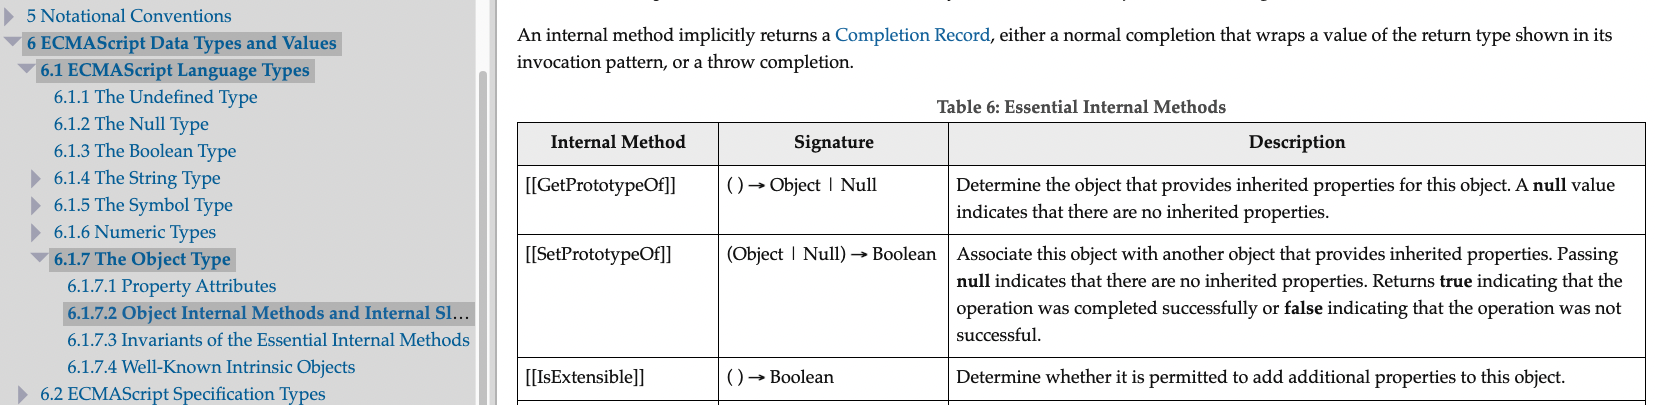 5 Notational Conventions
6 ECMAScript Data Types and Values
6.1 ECMAScript Language Types
6.1.1 The Undefined Type
6.1.2 The Null Type
6.1.3 The Boolean Type
6.1.4 The String Type
6.1.5 The Symbol Type
6.1.6 Numeric Types
6.1.7 The Object Type
6.1.7.1 Property Attributes
6.1.7.2 Object Internal Methods and Internal Sl…
6.1.7.3 Invariants of the Essential Internal Methods
6.1.7.4 Well-Known Intrinsic Objects
6.2 ECMAScript Specification Types
An internal method implicitly returns a Completion Record, either a normal completion that wraps a value of the return type shown in its
invocation pattern, or a throw completion.
Table 6: Essential Internal Methods
Internal Method Signature Description
[[GetPrototypeOf]] ( ) → Object | Null Determine the object that provides inherited properties for this object. A null value
indicates that there are no inherited properties.
[[SetPrototypeOf]] (Object | Null) → Boolean Associate this object with another object that provides inherited properties. Passing
null indicates that there are no inherited properties. Returns true indicating that the
operation was completed successfully or false indicating that the operation was not
successful.
[[IsExtensible]] ( ) → Boolean Determine whether it is permitted to add additional properties to this object.